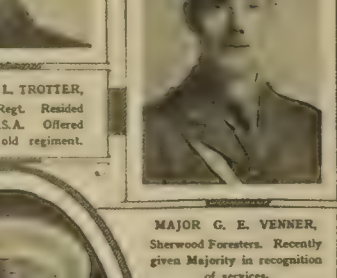 L. TROTTER,
Regt. Resided
S.A. Offered
old regiment.
MAJOR G. E. VENNER,
Sherwood Foresters. Recently
given Majority in recognition
of services.